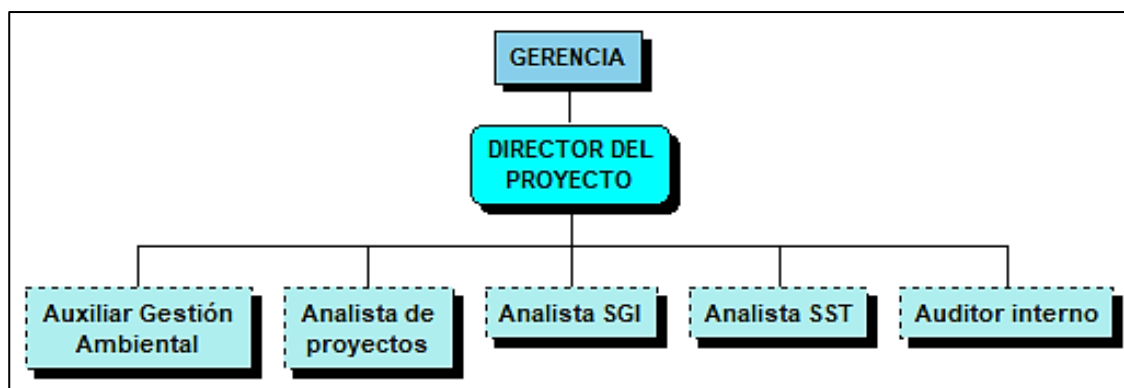 GERENCIA
DIRECTOR DEL
PROYECTO
Auxiliar Gestión
Ambiental
Analista de
proyectos
Analista SGI
Analista SST
Auditor interno